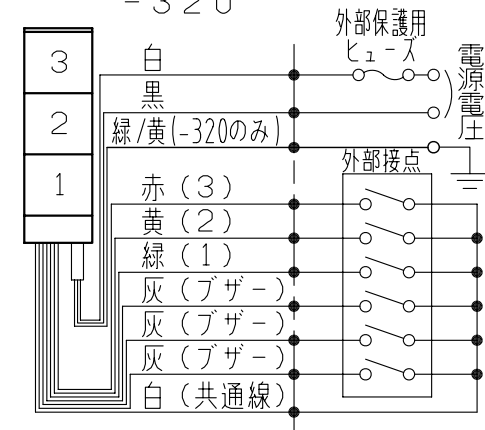 -320
外部保護用
ヒューズ
電源電圧
3
2
1
白
黒
緑/黄(-320のみ)
外部接点
赤(3)
黄(2)
緑(1)
灰(ブザー)
灰(ブザー)
灰(ブザー)
白(共通線)